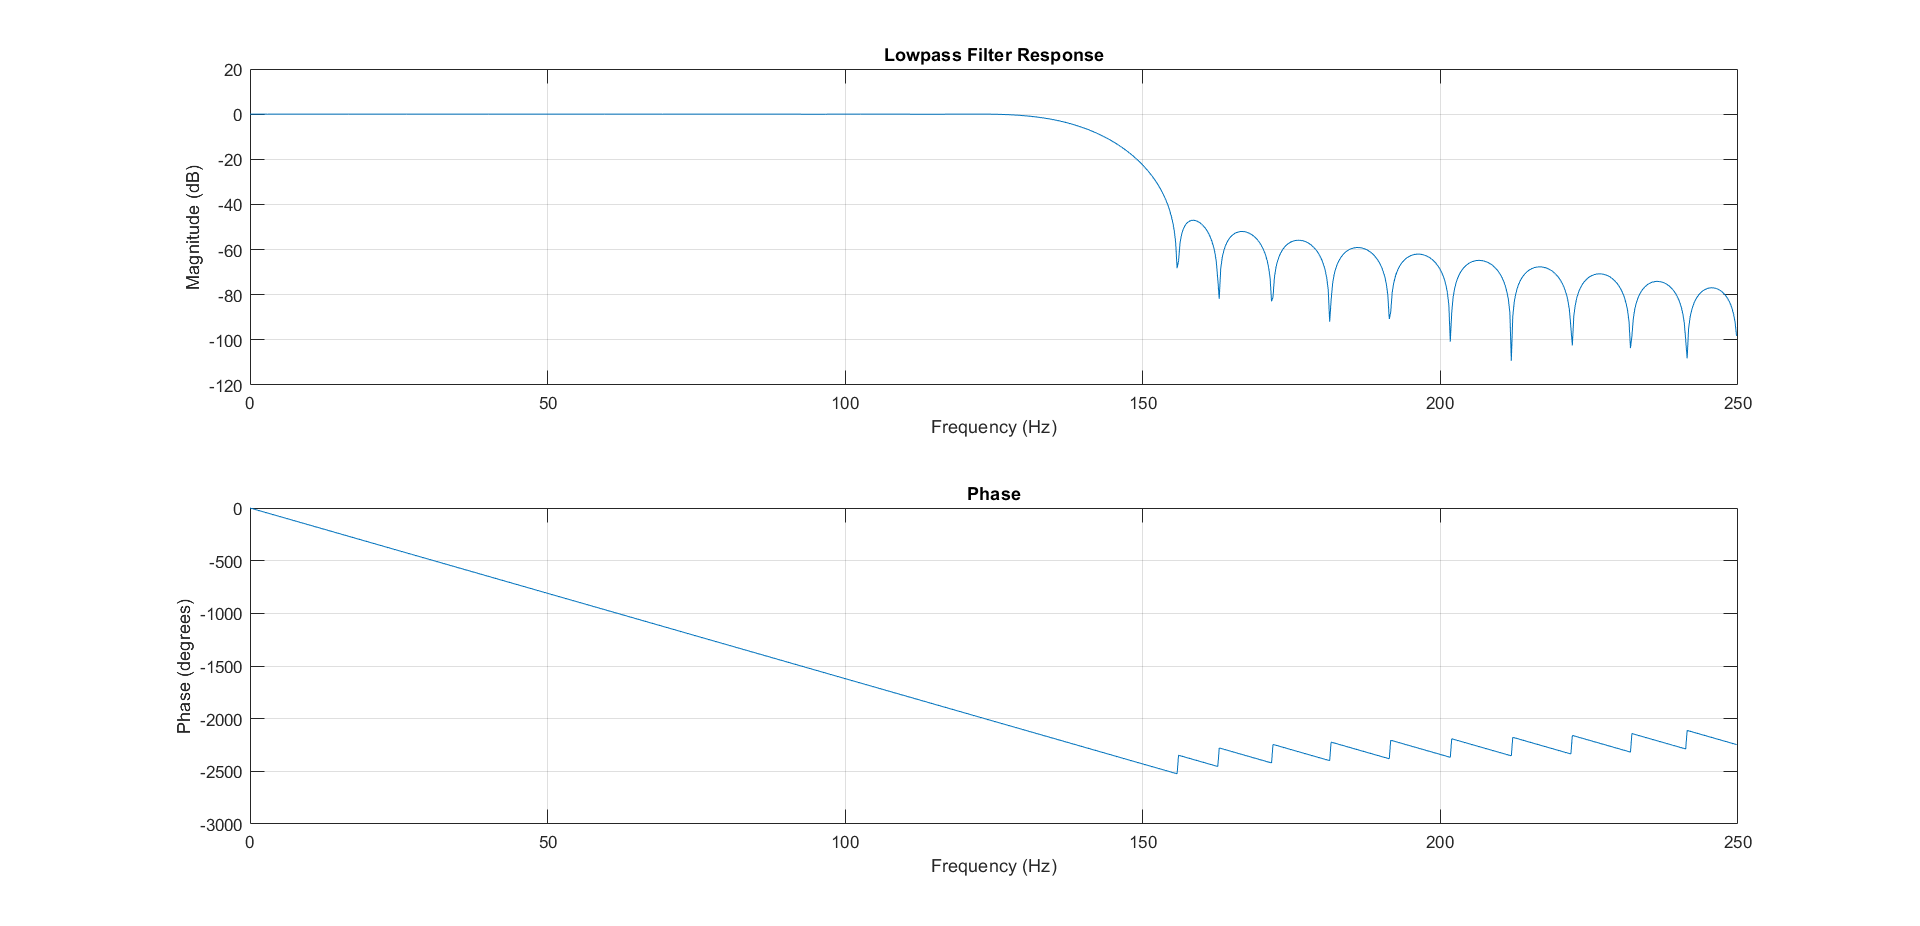 Lowpass Filter Response
20
0
-20
-40
-60
-80
-100
-120
Magnitude (dB)
0 50 100 150 200 250
Frequency (Hz)
Phase
0
-500
-1000
-1500
-2000
-2500
-3000
Phase (degrees)
0 50 100 150 200 250
Frequency (Hz)